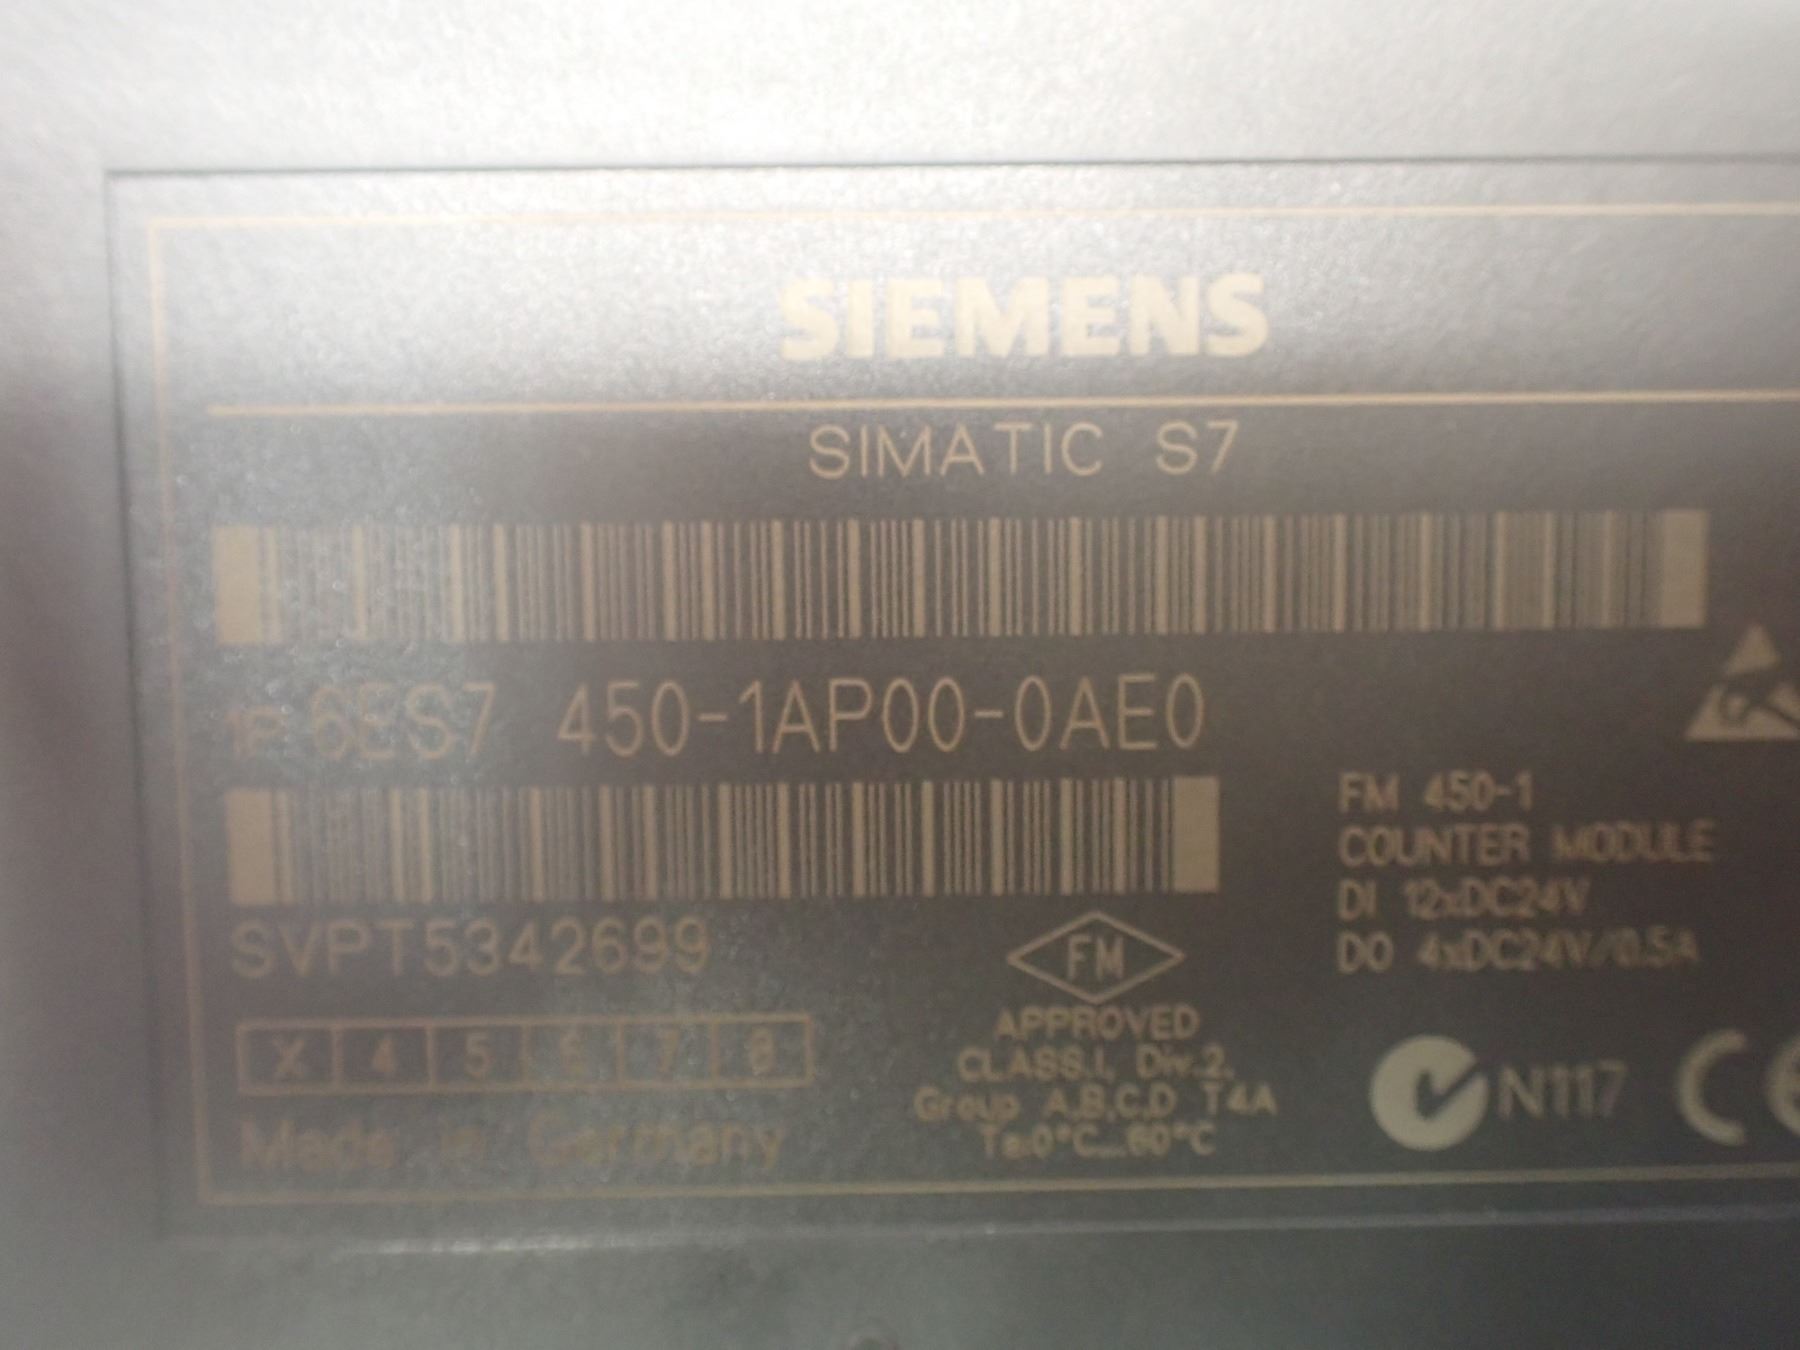 SIEMENS
SIMATIC S7
1P 6ES7 450-1AP00-0AE0
FM 450-1
COUNTER MODULE
DI 12xDC24V
DO 4xDC24V/0.5A
SVPT5342699
X 4 5 6 7 8
Made in Germany
FM
APPROVED
CLASS.I, Div.2,
Group A,B,C,D T4A
Ta:0°C...60°C
N117
CE